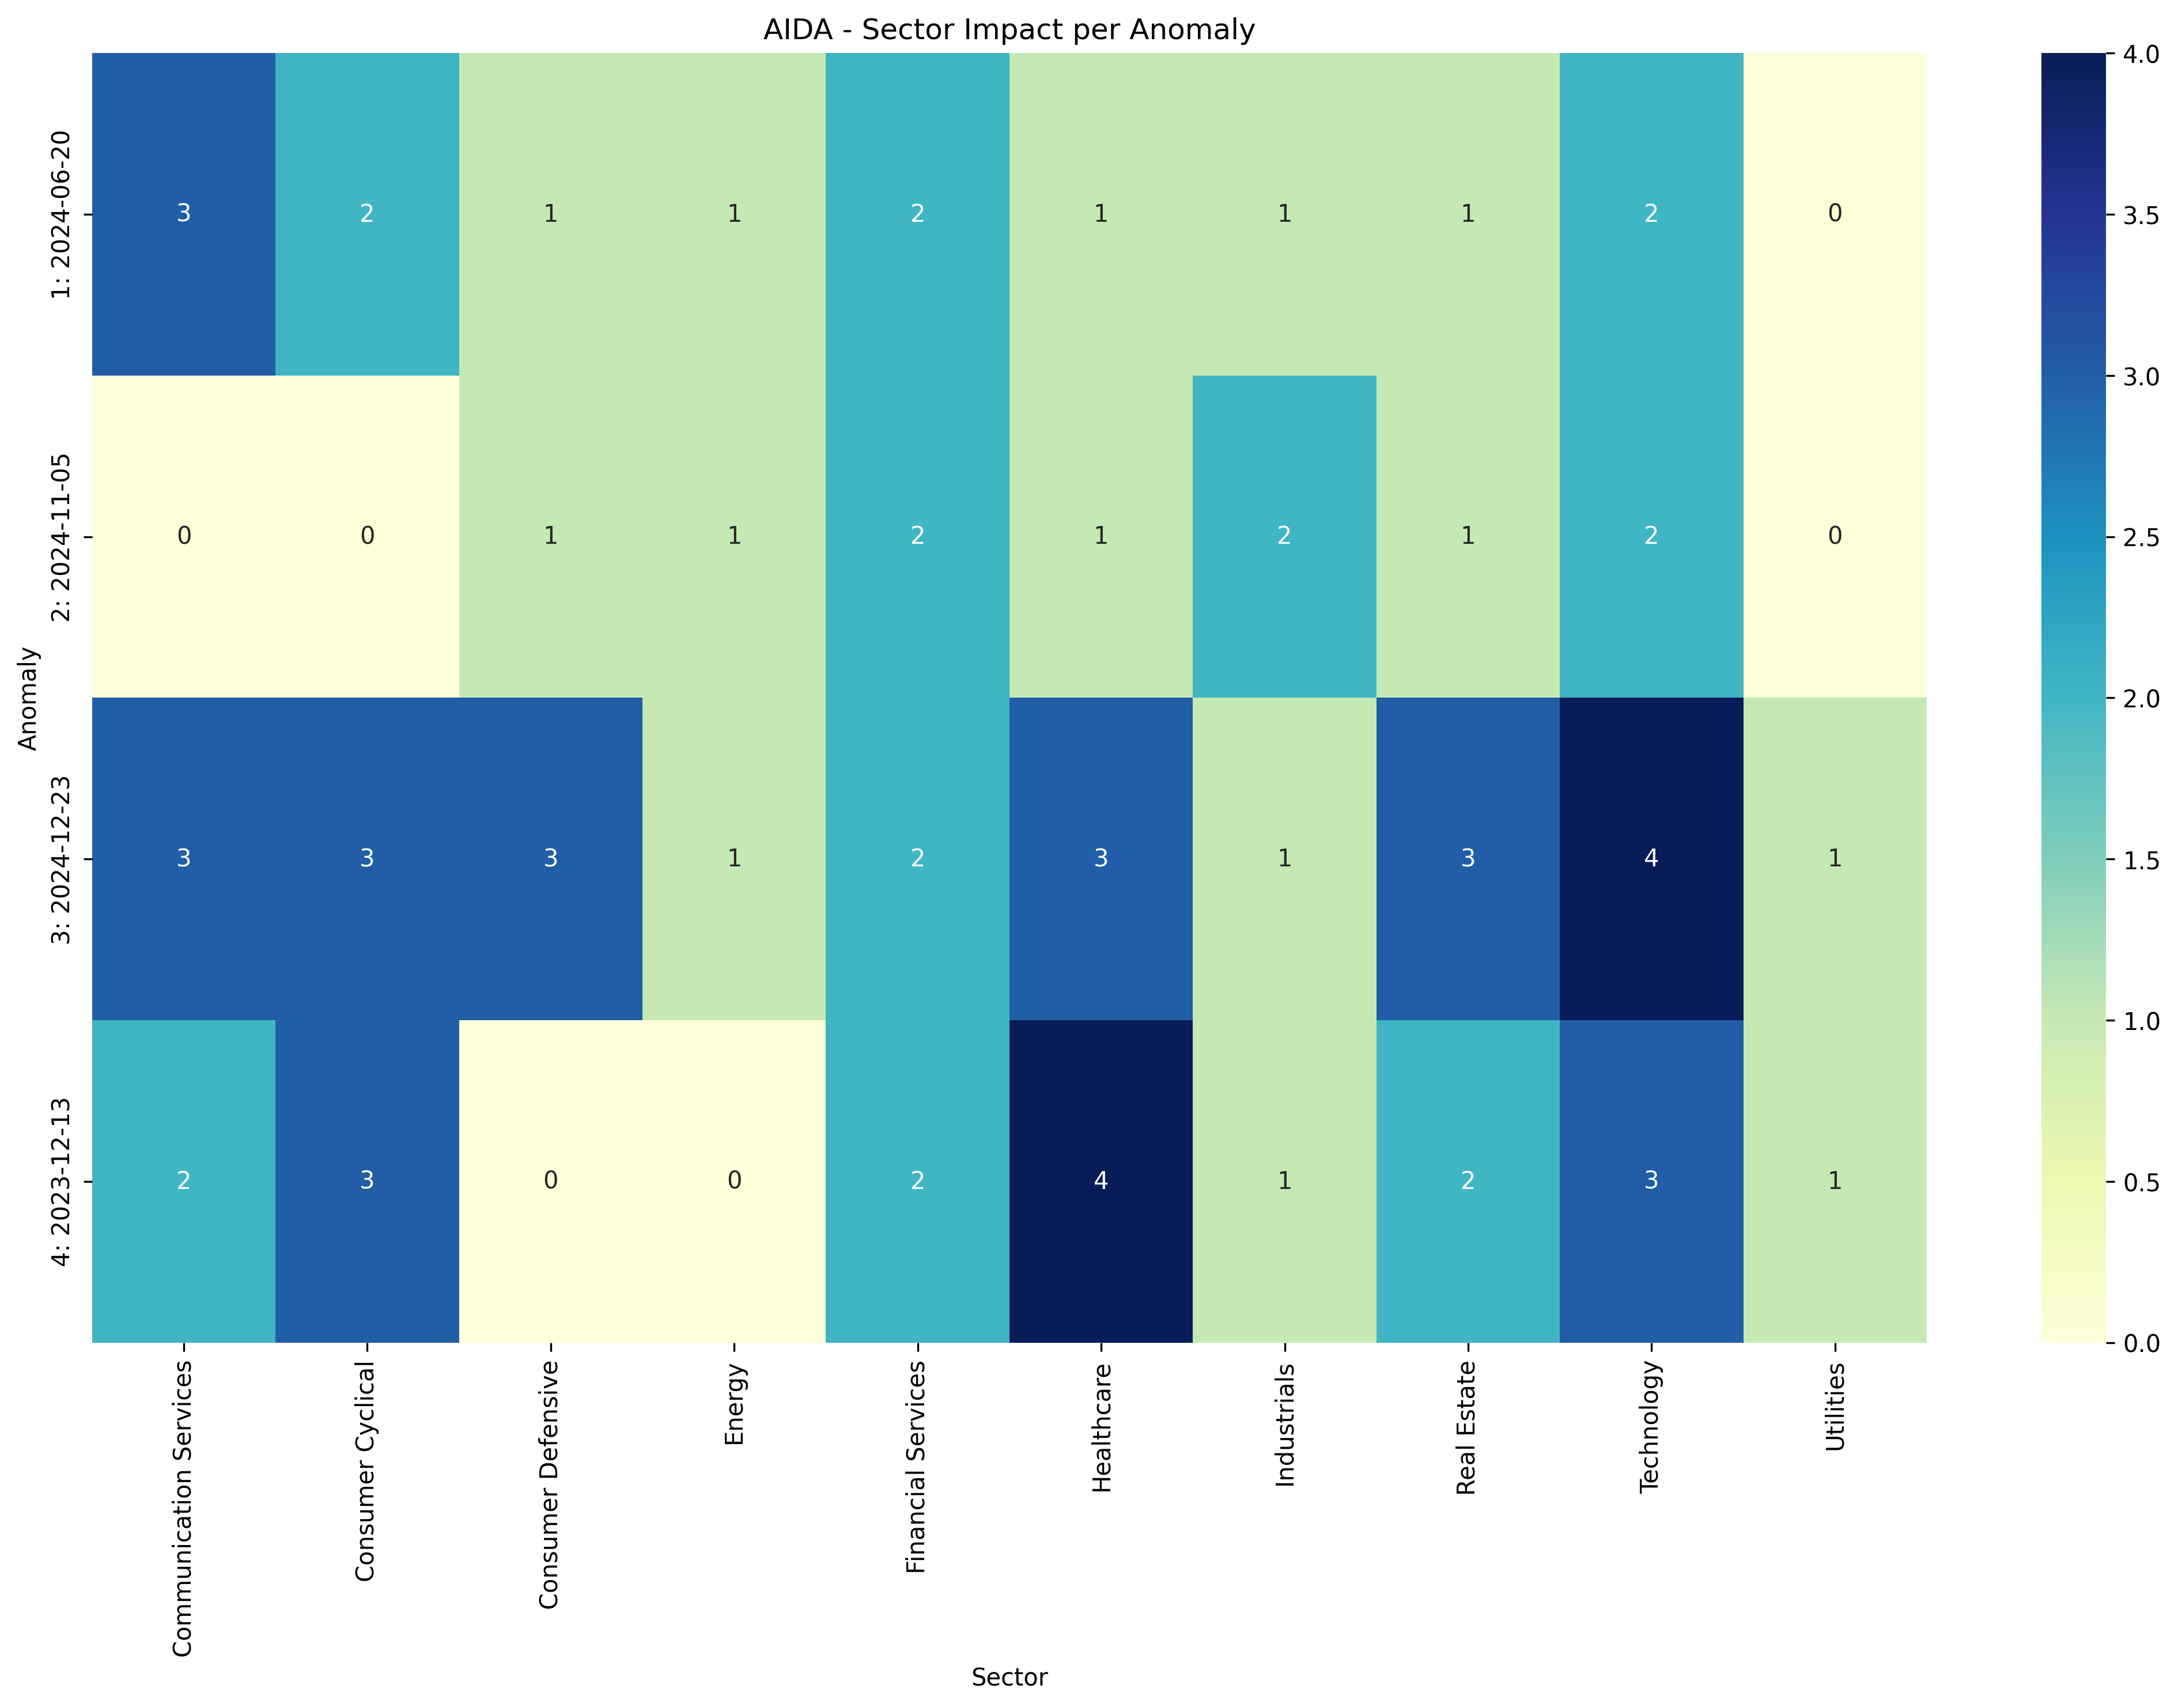 AIDA - Sector Impact per Anomaly
Anomaly
1: 2024-06-20
3 2 1 1 2 1 1 1 2 0
2: 2024-11-05
0 0 1 1 2 1 2 1 2 0
3: 2024-12-23
3 3 3 1 2 3 1 3 4 1
4: 2023-12-13
2 3 0 0 2 4 1 2 3 1
Communication Services
Consumer Cyclical
Consumer Defensive
Energy
Financial Services
Healthcare
Industrials
Real Estate
Technology
Utilities
Sector
4.0
3.5
3.0
2.5
2.0
1.5
1.0
0.5
0.0